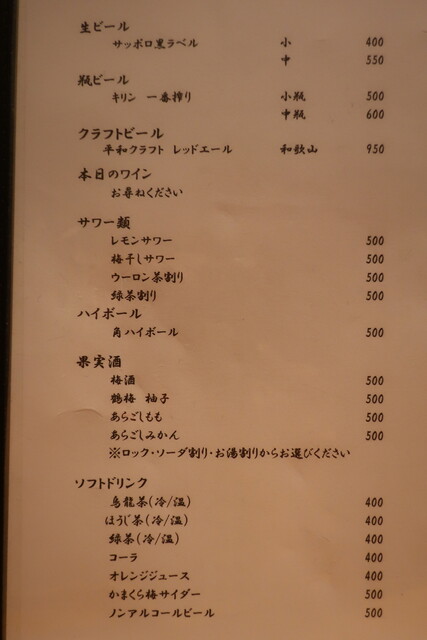 生ビール
サッポロ黒ラベル 小 400
中 550
瓶ビール
キリン 一番搾り 小瓶 500
中瓶 600
クラフトビール
平和クラフト レッドエール 和歌山 950
本日のワイン
お尋ねください
サワー類
レモンサワー 500
梅干しサワー 500
ウーロン茶割り 500
緑茶割り 500
ハイボール
角ハイボール 500
果実酒
梅酒 500
鶴梅 柚子 500
あらごしもも 500
あらごしみかん 500
※ロック・ソーダ割り・お湯割りからお選びください
ソフトドリンク
烏龍茶(冷/温) 400
ほうじ茶(冷/温) 400
緑茶(冷/温) 400
コーラ 400
オレンジジュース 400
かまくら梅サイダー 500
ノンアルコールビール 500